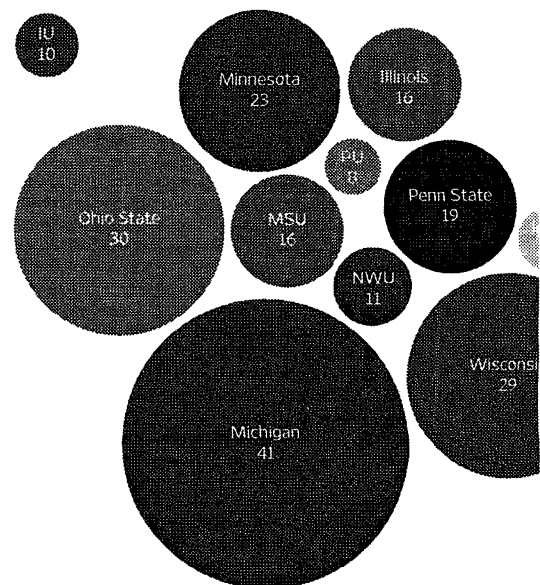 IU
10
Minnesota
23
Illinois
16
PU
8
Penn State
19
Ohio State
30
MSU
16
NWU
11
Wisconsi
29
Michigan
41